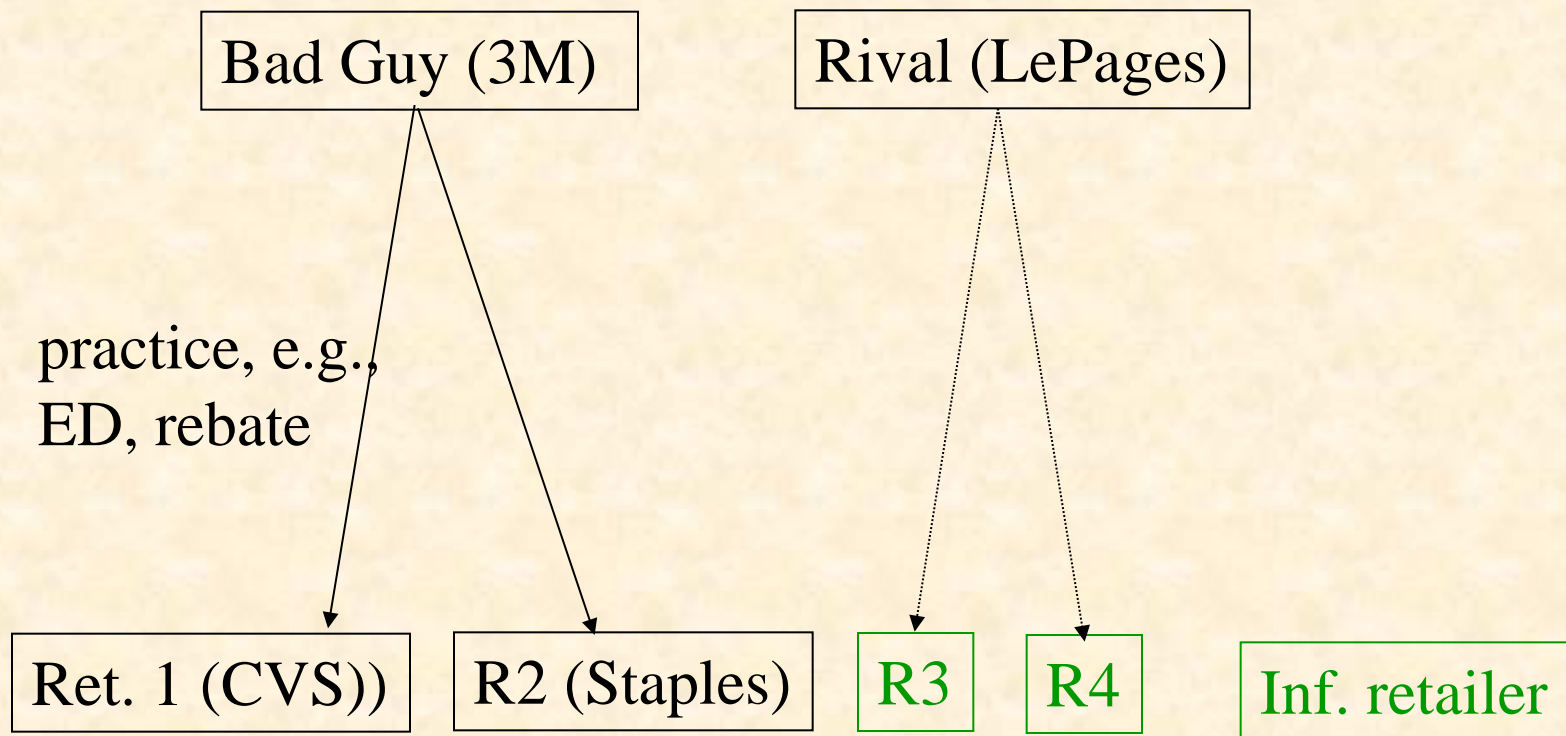 Bad Guy (3M)
Rival (LePages)
practice, e.g.,
ED, rebate
Ret. 1 (CVS))
R2 (Staples)
R3
R4
Inf. retailer